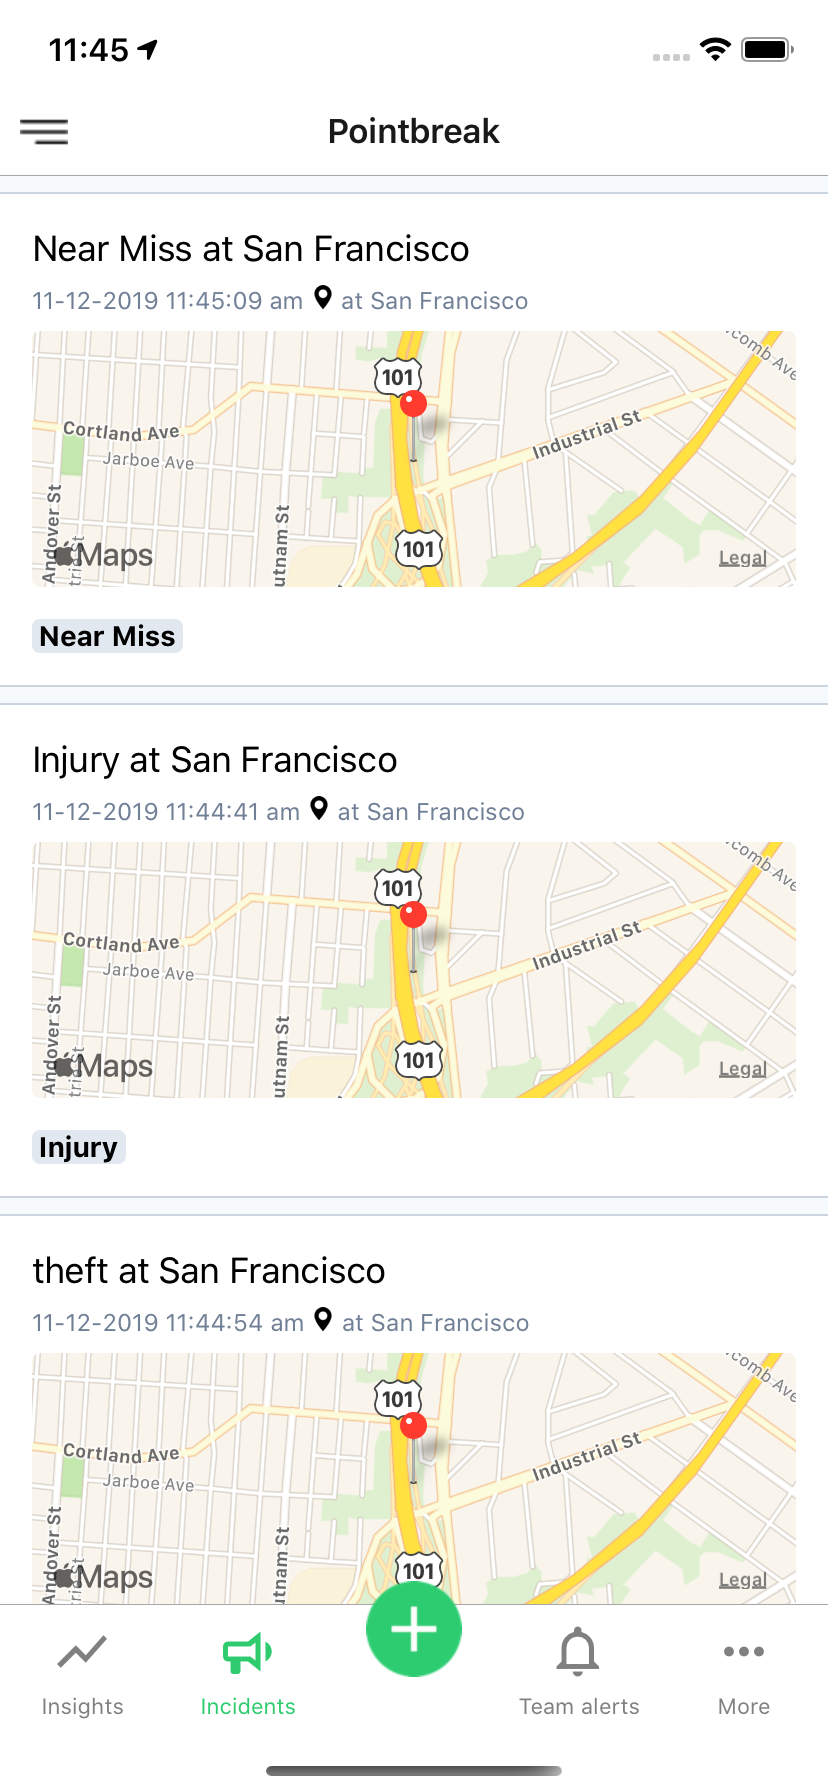 11:45
Pointbreak
Near Miss at San Francisco
11-12-2019 11:45:09 am at San Francisco
comb Ave
101
Cortland Ave
Industrial St
Jarboe Ave
Andover St
utnam St
101
Maps
Legal
Near Miss
Injury at San Francisco
11-12-2019 11:44:41 am at San Francisco
comb Ave
101
Cortland Ave
Industrial St
Jarboe Ave
Andover St
utnam St
101
Maps
Legal
Injury
theft at San Francisco
11-12-2019 11:44:54 am at San Francisco
comb Ave
101
Cortland Ave
Industrial St
Jarboe Ave
Andover St
utnam St
101
Maps
Legal
Insights
Incidents
Team alerts
More